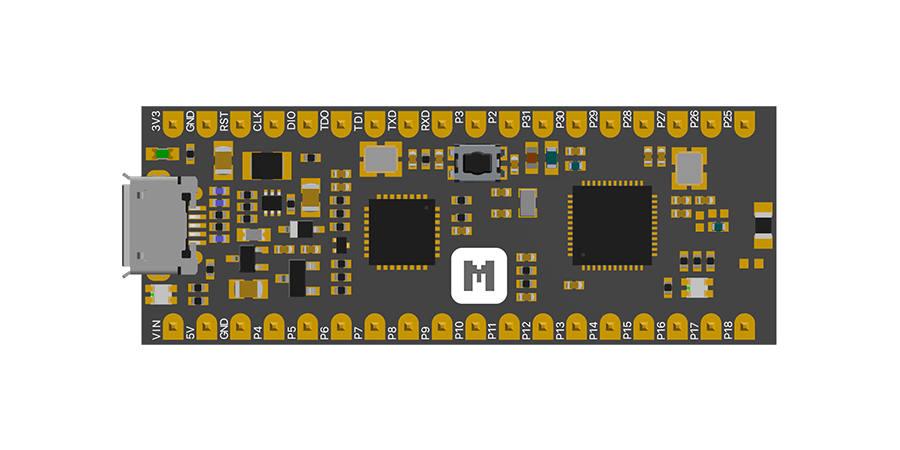 3V3 GND RST CLK DIO TDO TDI TXD RXD P3 P2 P31 P30 P29 P28 P27 P26 P25
M
VIN 5V GND P4 P5 P6 P7 P8 P9 P10 P11 P12 P13 P14 P15 P16 P17 P18